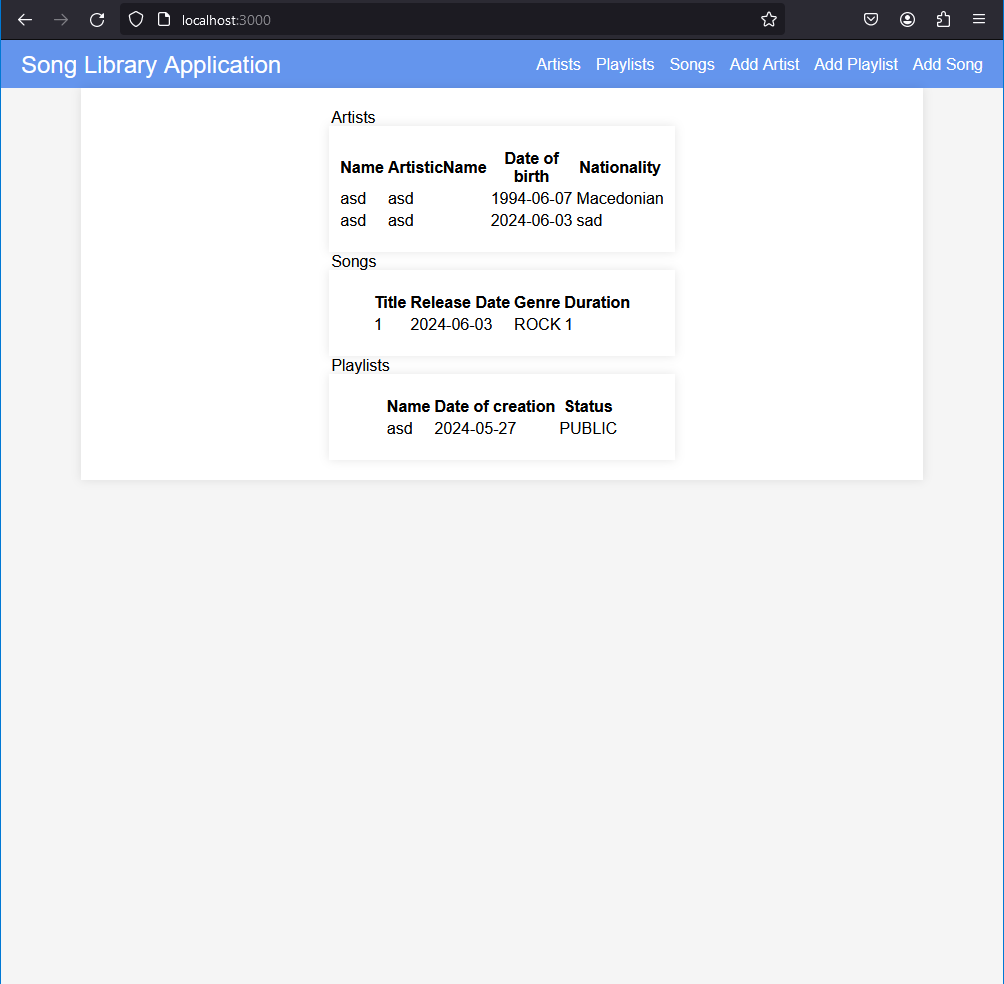 localhost:3000
Song Library Application Artists Playlists Songs Add Artist Add Playlist Add Song
Artists
Name ArtisticName Date of birth Nationality
asd asd 1994-06-07 Macedonian
asd asd 2024-06-03 sad
Songs
Title Release Date Genre Duration
1 2024-06-03 ROCK 1
Playlists
Name Date of creation Status
asd 2024-05-27 PUBLIC